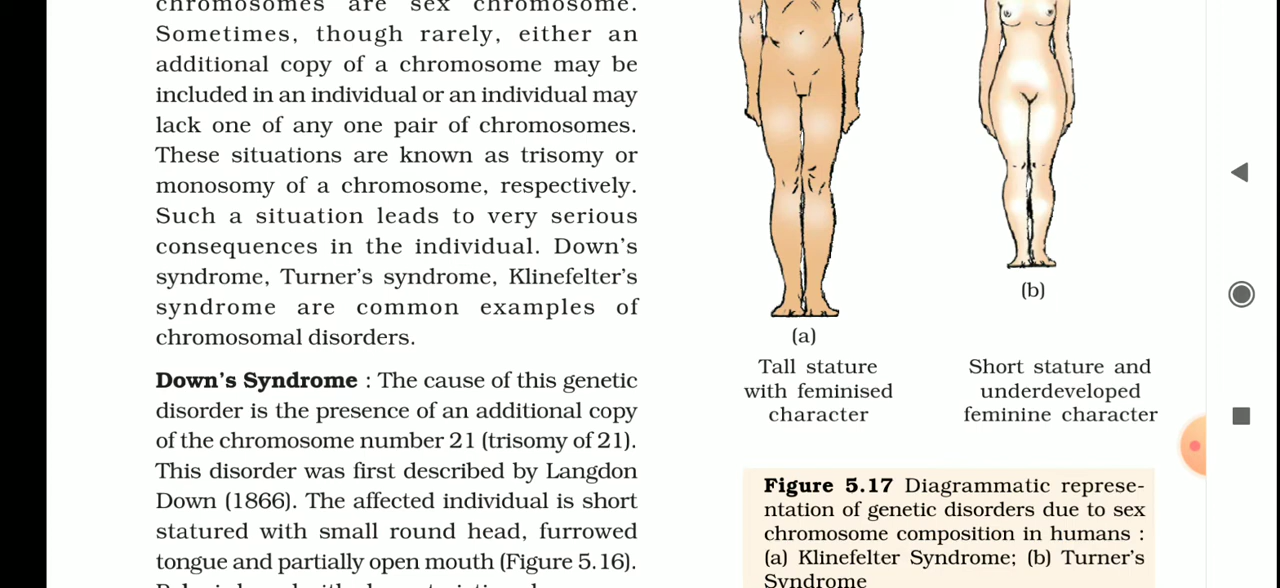 chromosomes are sex chromosome.
Sometimes, though rarely, either an
additional copy of a chromosome may be
included in an individual or an individual may
lack one of any one pair of chromosomes.
These situations are known as trisomy or
monosomy of a chromosome, respectively.
Such a situation leads to very serious
consequences in the individual. Down's
syndrome, Turner's syndrome, Klinefelter's
syndrome are common examples of
chromosomal disorders.
Down's Syndrome : The cause of this genetic
disorder is the presence of an additional copy
of the chromosome number 21 (trisomy of 21).
This disorder was first described by Langdon
Down (1866). The affected individual is short
statured with small round head, furrowed
tongue and partially open mouth (Figure 5.16).
(a)
Tall stature
with feminised
character
(b)
Short stature and
underdeveloped
feminine character
Figure 5.17 Diagrammatic represe-
ntation of genetic disorders due to sex
chromosome composition in humans :
(a) Klinefelter Syndrome; (b) Turner's
Syndrome